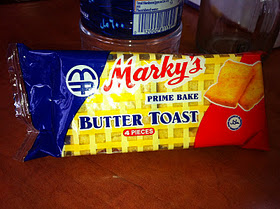 Marky's
PRIME BAKE
BUTTER TOAST
4 PIECES